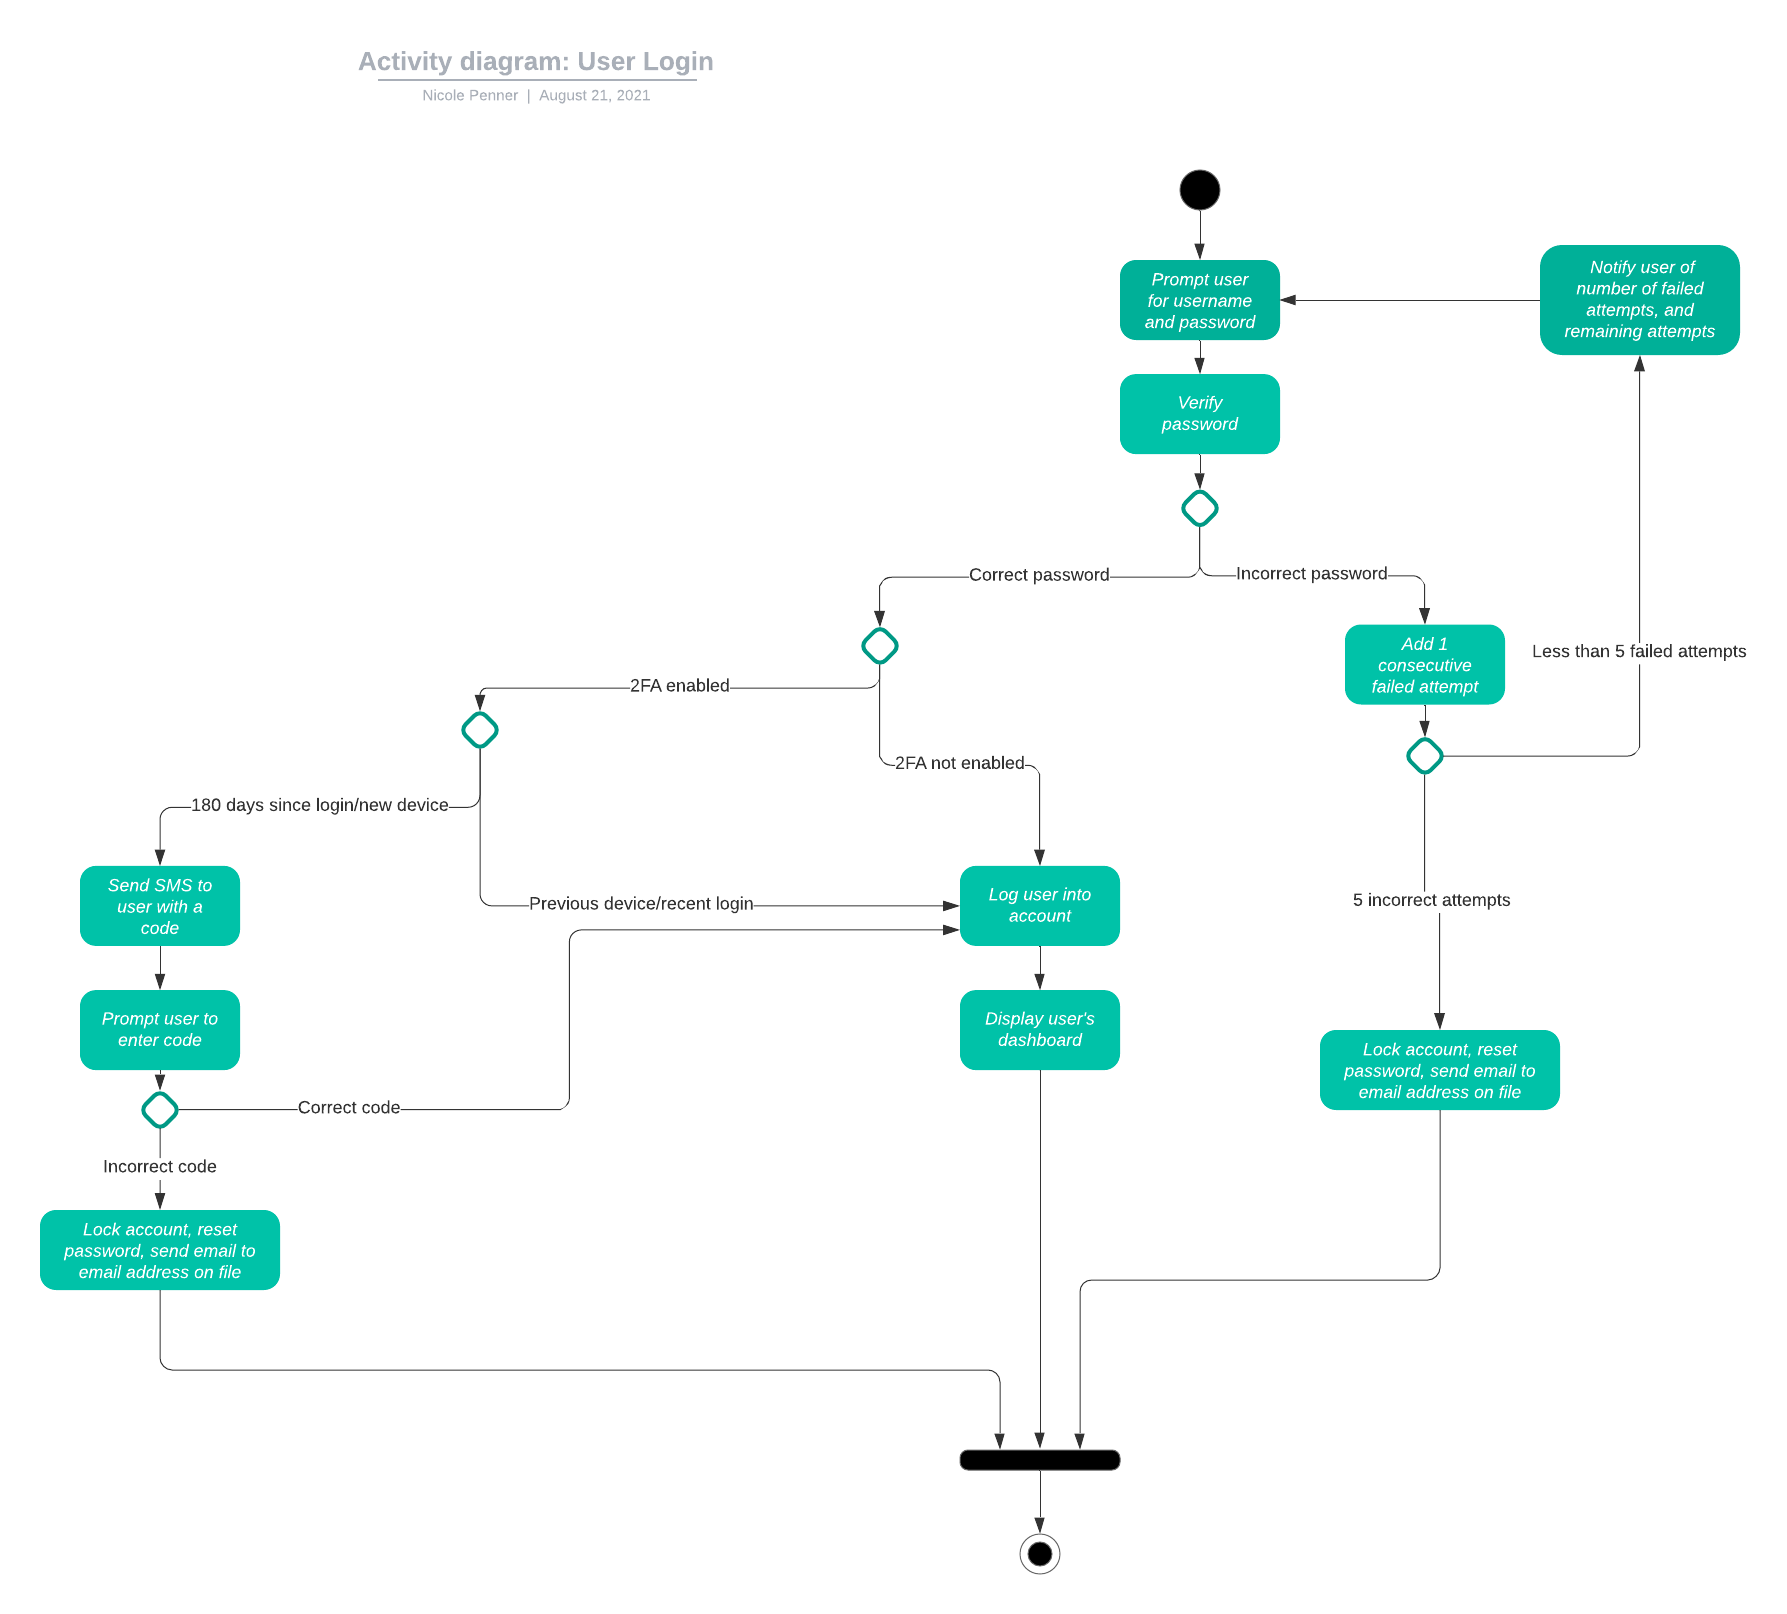 Activity diagram: User Login
Nicole Penner | August 21, 2021
Prompt user
for username
and password
Notify user of
number of failed
attempts, and
remaining attempts
Verify
password
Correct password
Incorrect password
Add 1
consecutive
failed attempt
Less than 5 failed attempts
2FA enabled
2FA not enabled
180 days since login/new device
Send SMS to
user with a
code
Previous device/recent login
Log user into
account
5 incorrect attempts
Prompt user to
enter code
Display user's
dashboard
Lock account, reset
password, send email to
email address on file
Correct code
Incorrect code
Lock account, reset
password, send email to
email address on file